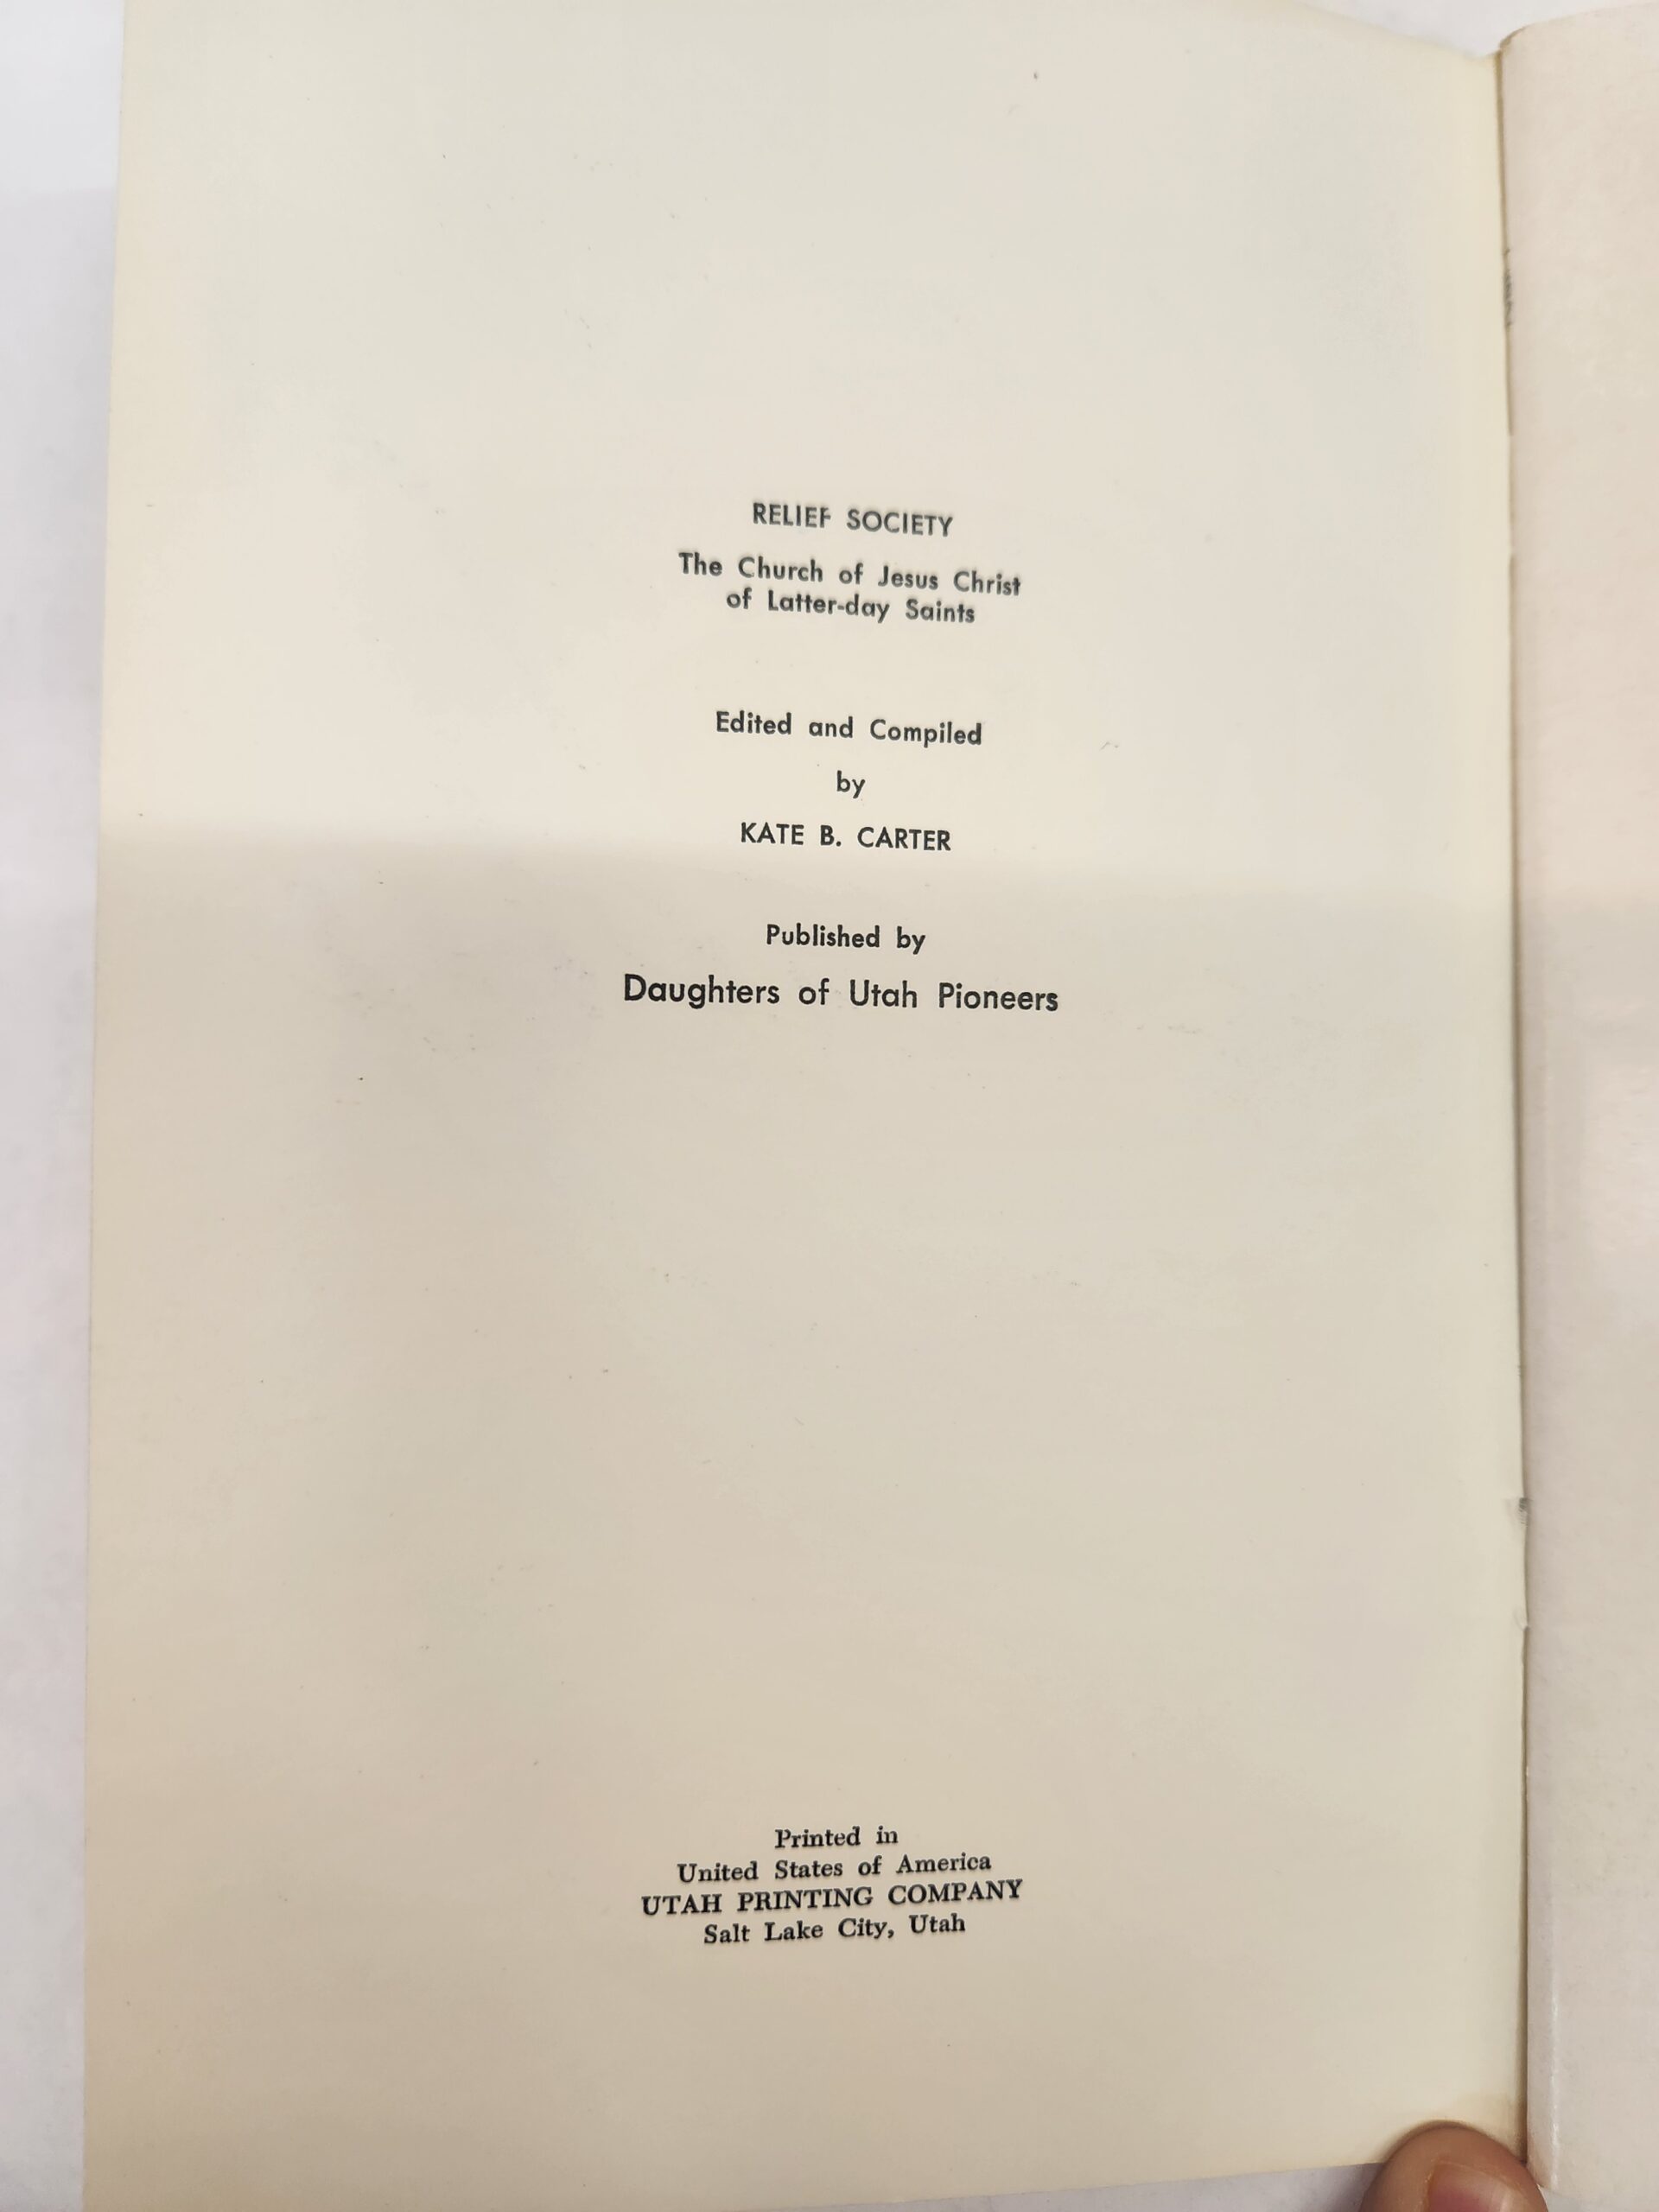 RELIEF SOCIETY
The Church of Jesus Christ
of Latter-day Saints
Edited and Compiled
by
KATE B. CARTER
Published by
Daughters of Utah Pioneers
Printed in
United States of America
UTAH PRINTING COMPANY
Salt Lake City, Utah